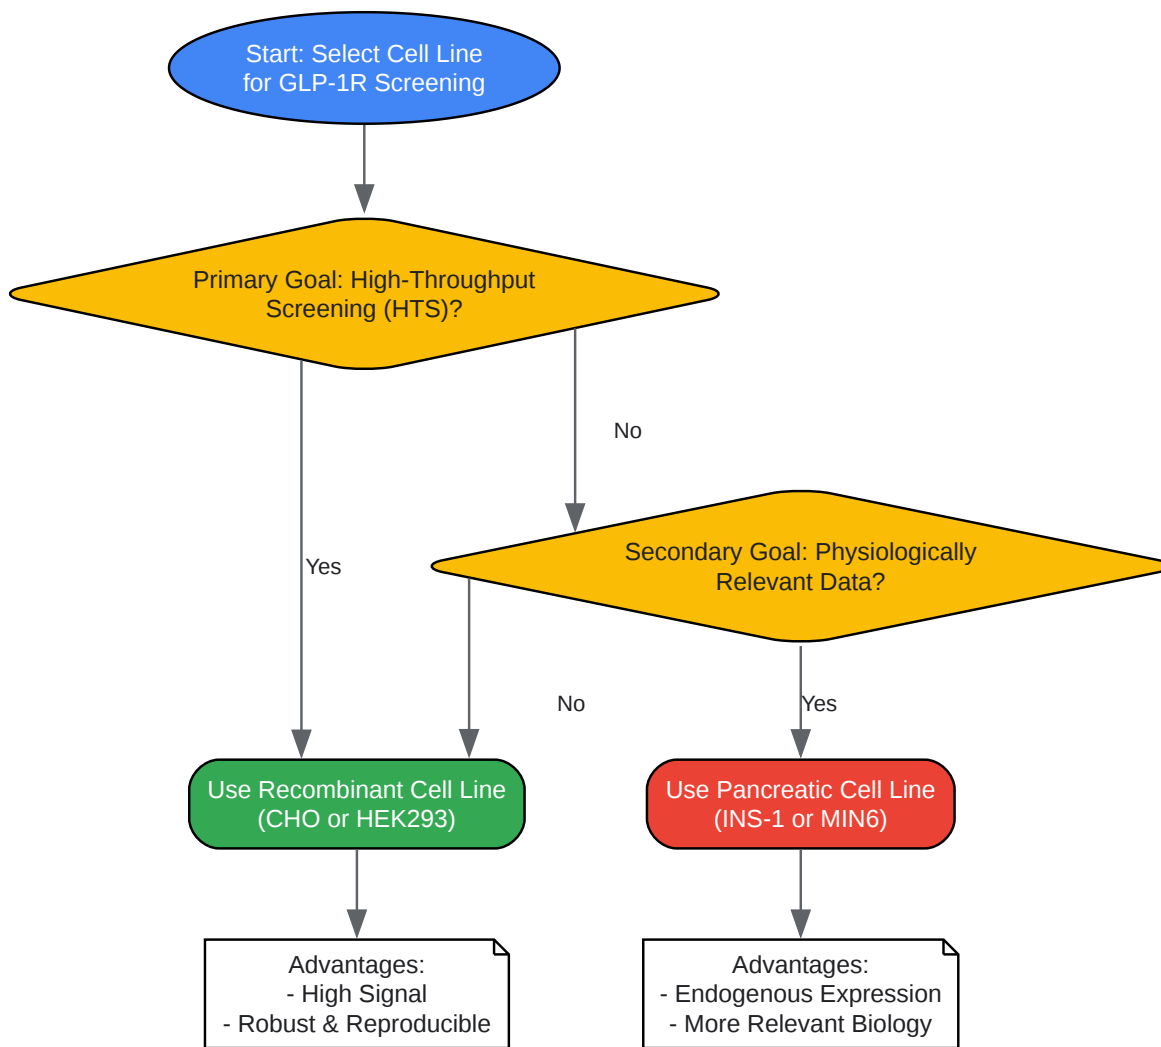 Start: Select Cell Line
for GLP-1R Screening
Primary Goal: High-Throughput
Screening (HTS)?
No
Yes
Secondary Goal: Physiologically
Relevant Data?
No
Yes
Use Recombinant Cell Line
(CHO or HEK293)
Use Pancreatic Cell Line
(INS-1 or MIN6)
Advantages:
- High Signal
- Robust & Reproducible
Advantages:
- Endogenous Expression
- More Relevant Biology